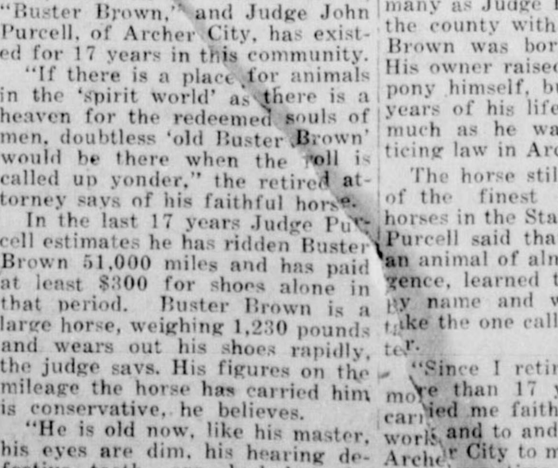 "Buster Brown," and Judge John
Purcell, of Archer City, has exist-
ed for 17 years in this community.
"If there is a place for animals
in the 'spirit world' as there is a
heaven for the redeemed souls of
men, doubtless 'old Buster Brown'
would be there when the roll is
called up yonder," the retired at-
torney says of his faithful horse.
In the last 17 years Judge Pur-
cell estimates he has ridden Buster
Brown 51,000 miles and has paid
at least $300 for shoes alone in
that period. Buster Brown is a
large horse, weighing 1,230 pounds
and wears out his shoes rapidly,
the judge says. His figures on the
mileage the horse has carried him
is conservative, he believes.
"He is old now, like his master,
his eyes are dim, his hearing de-
many as Judge
the county with
Brown was bor
His owner raise
pony himself, b
years of his life
much as he wa
ticing law in Arc
The horse stil
of the finest
horses in the Sta
Purcell said tha
an animal of aln
gence, learned t
by name and v
take the one call
ter.
"Since I retir
more than 17 y
carried me faith
work and to and
Archer City to n